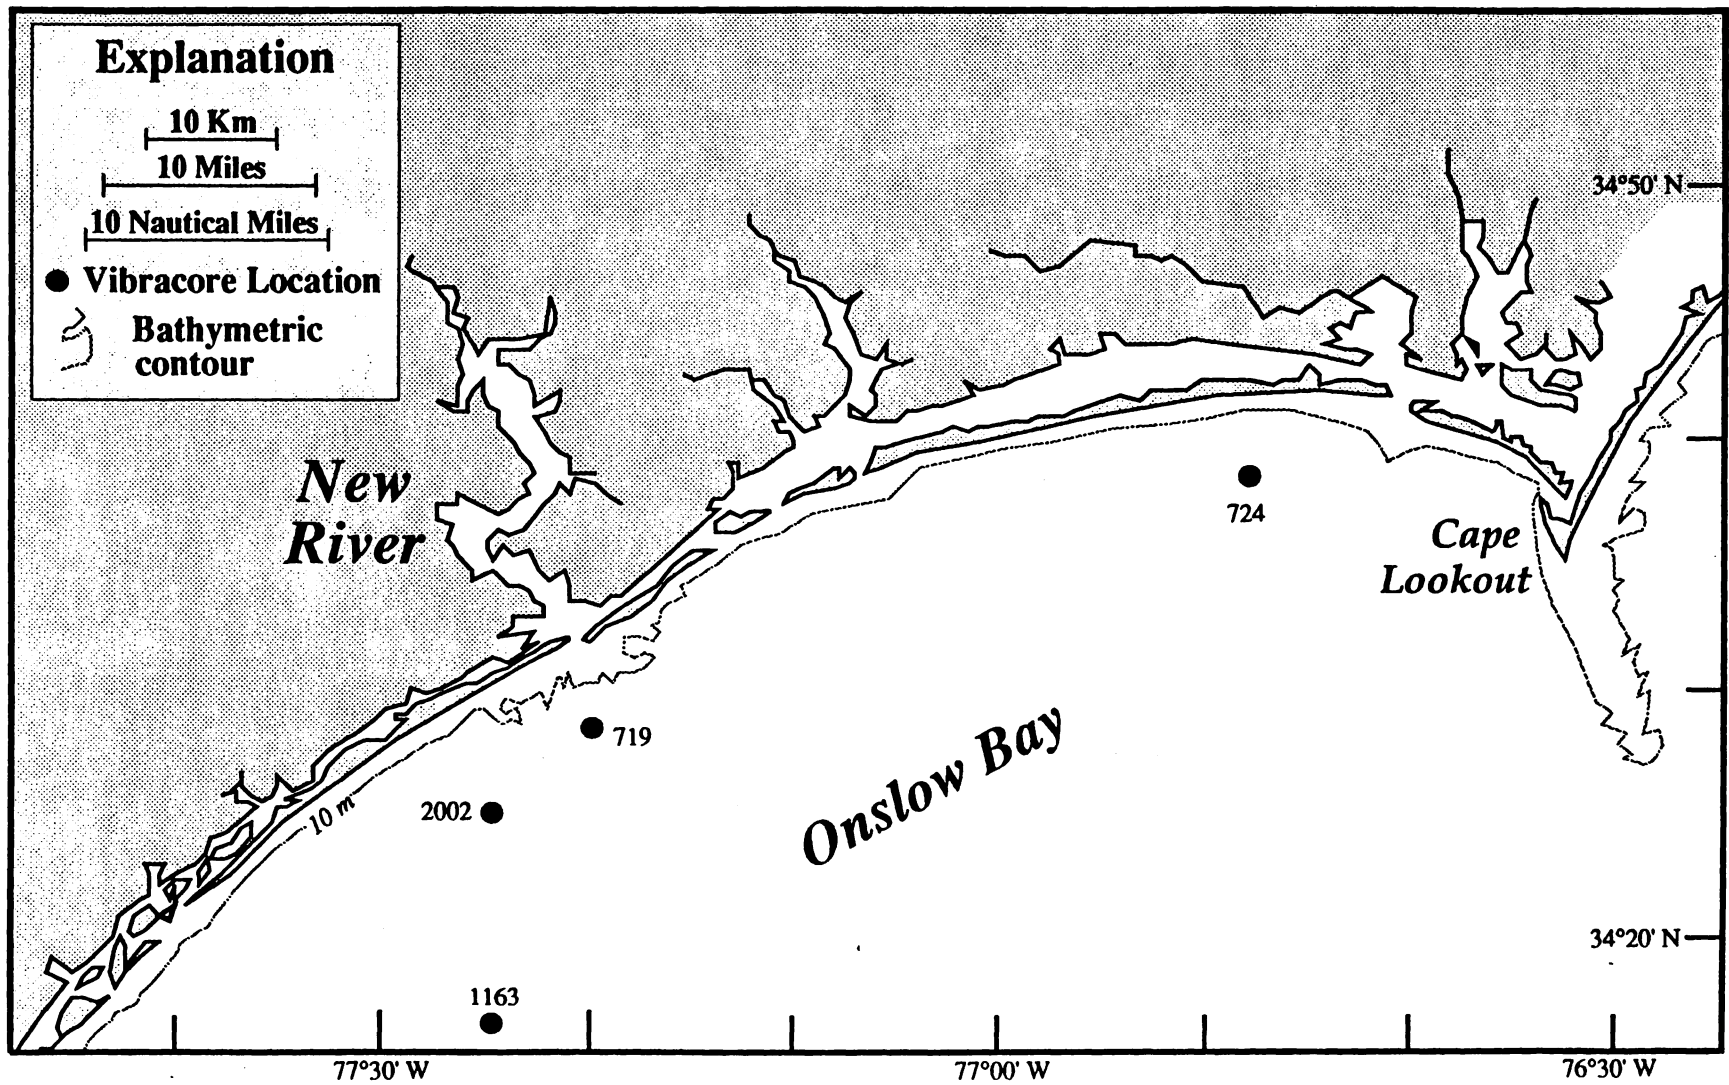 Explanation
10 Km
10 Miles
10 Nautical Miles
Vibracore Location
Bathymetric
contour
34°50' N
New
River
724
Cape
Lookout
719
Onslow Bay
2002
10 m
34°20' N
1163
77°30' W
77°00' W
76°30' W